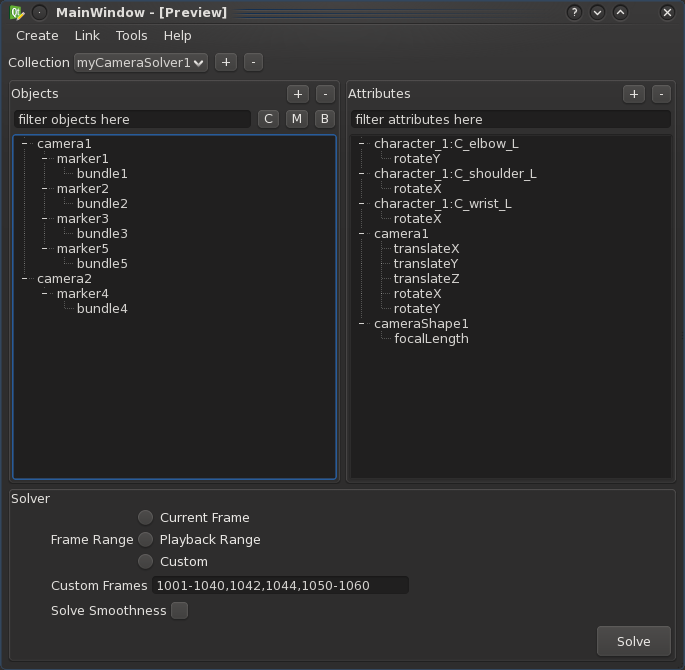 MainWindow - [Preview]
Create Link Tools Help
Collection myCameraSolver1 + -
Objects + -
filter objects here C M B
camera1
marker1
bundle1
marker2
bundle2
marker3
bundle3
marker5
bundle5
camera2
marker4
bundle4
Attributes + -
filter attributes here
character_1:C_elbow_L
rotateY
character_1:C_shoulder_L
rotateX
character_1:C_wrist_L
rotateX
camera1
translateX
translateY
translateZ
rotateX
rotateY
cameraShape1
focalLength
Solver
Current Frame
Frame Range Playback Range
Custom
Custom Frames 1001-1040,1042,1044,1050-1060
Solve Smoothness
Solve